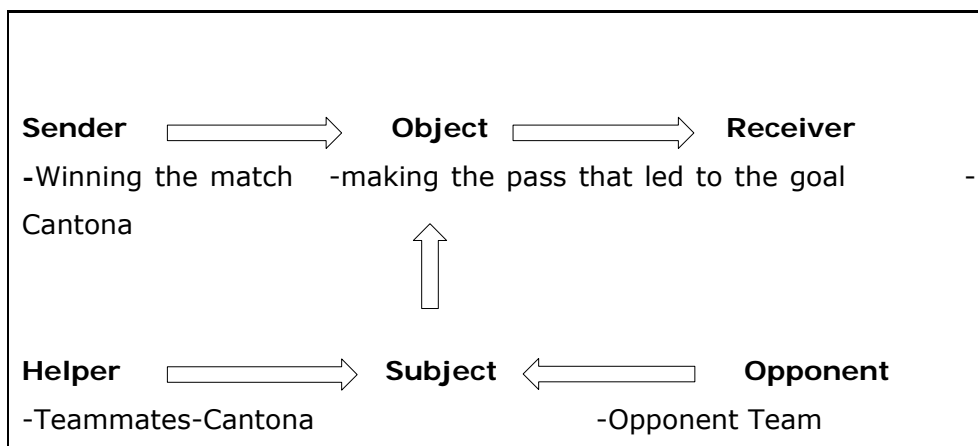 Sender Object Receiver
-Winning the match -making the pass that led to the goal -
Cantona
Helper Subject Opponent
-Teammates-Cantona -Opponent Team